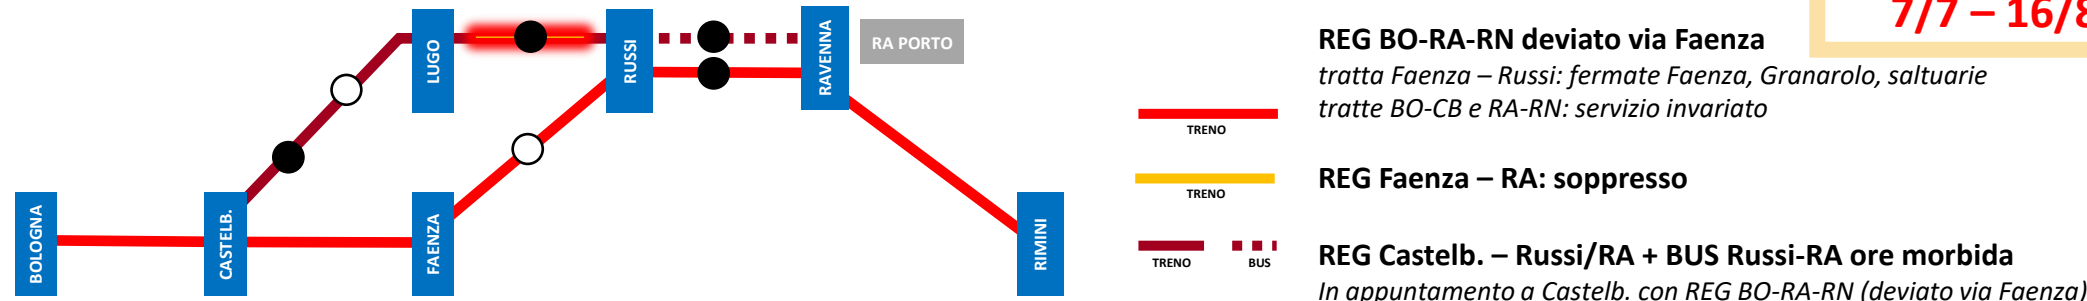 BOLOGNA
CASTELB.
LUGO
FAENZA
RUSSI
RAVENNA
RA PORTO
RIMINI
7/7 – 16/8
REG BO-RA-RN deviato via Faenza
tratta Faenza – Russi: fermate Faenza, Granarolo, saltuarie
tratte BO-CB e RA-RN: servizio invariato
TRENO
REG Faenza – RA: soppresso
TRENO
REG Castelb. – Russi/RA + BUS Russi-RA ore morbida
TRENO BUS
In appuntamento a Castelb. con REG BO-RA-RN (deviato via Faenza)